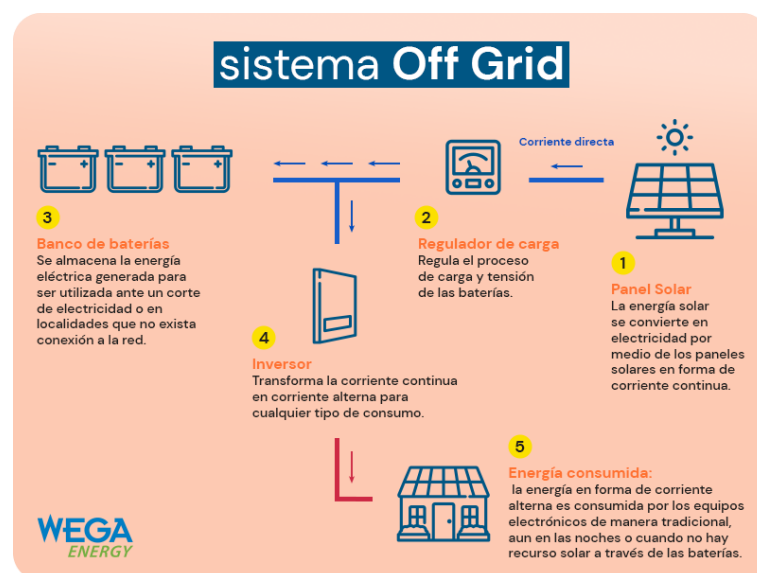 sistema Off Grid
Corriente directa
1
Panel Solar
La energía solar
se convierte en
electricidad por
medio de los paneles
solares en forma de
corriente continua.
2
Regulador de carga
Regula el proceso
de carga y tensión
de las baterías.
3
Banco de baterías
Se almacena la energía
eléctrica generada para
ser utilizada ante un corte
de electricidad o en
localidades que no exista
conexión a la red.
4
Inversor
Transforma la corriente continua
en corriente alterna para
cualquier tipo de consumo.
5
Energía consumida:
la energía en forma de corriente
alterna es consumida por los equipos
electrónicos de manera tradicional,
aun en las noches o cuando no hay
recurso solar a través de las baterías.
WEGA
ENERGY